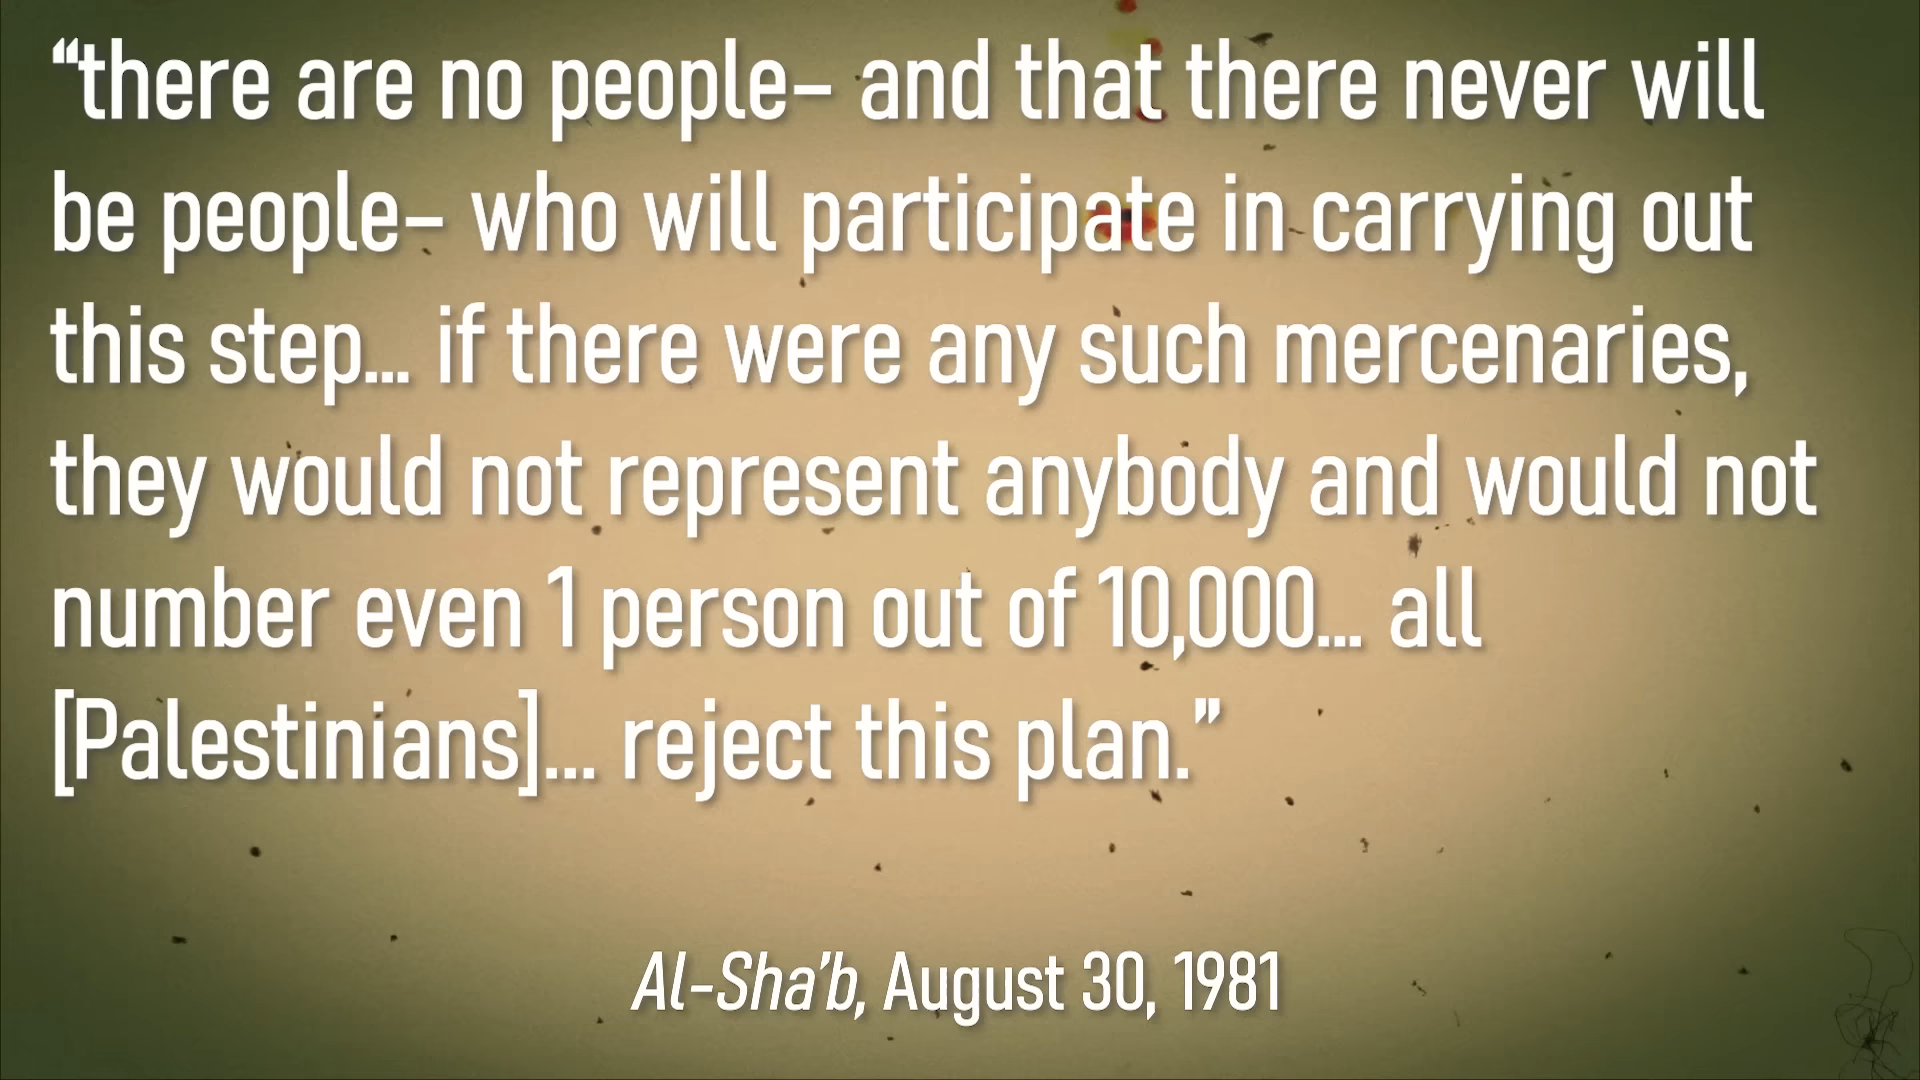 “there are no people– and that there never will
be people– who will participate in carrying out
this step... if there were any such mercenaries,
they would not represent anybody and would not
number even 1 person out of 10,000... all
[Palestinians]... reject this plan.”
Al-Sha’b, August 30, 1981